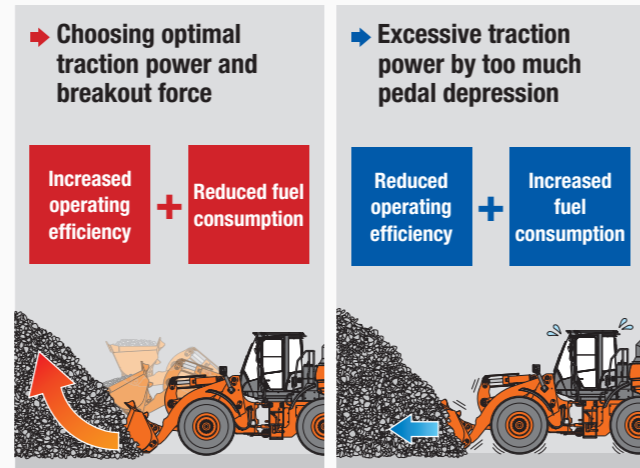 Choosing optimal
traction power and
breakout force
Increased
operating
efficiency
+
Reduced fuel
consumption
Excessive traction
power by too much
pedal depression
Reduced
operating
efficiency
+
Increased
fuel
consumption